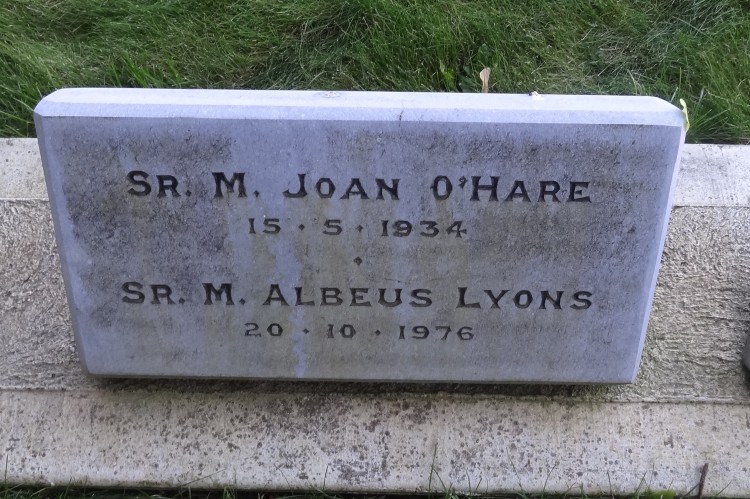 Sr. M. Joan O'Hare
15 · 5 · 1934
·
Sr. M. Albeus Lyons
20 · 10 · 1976